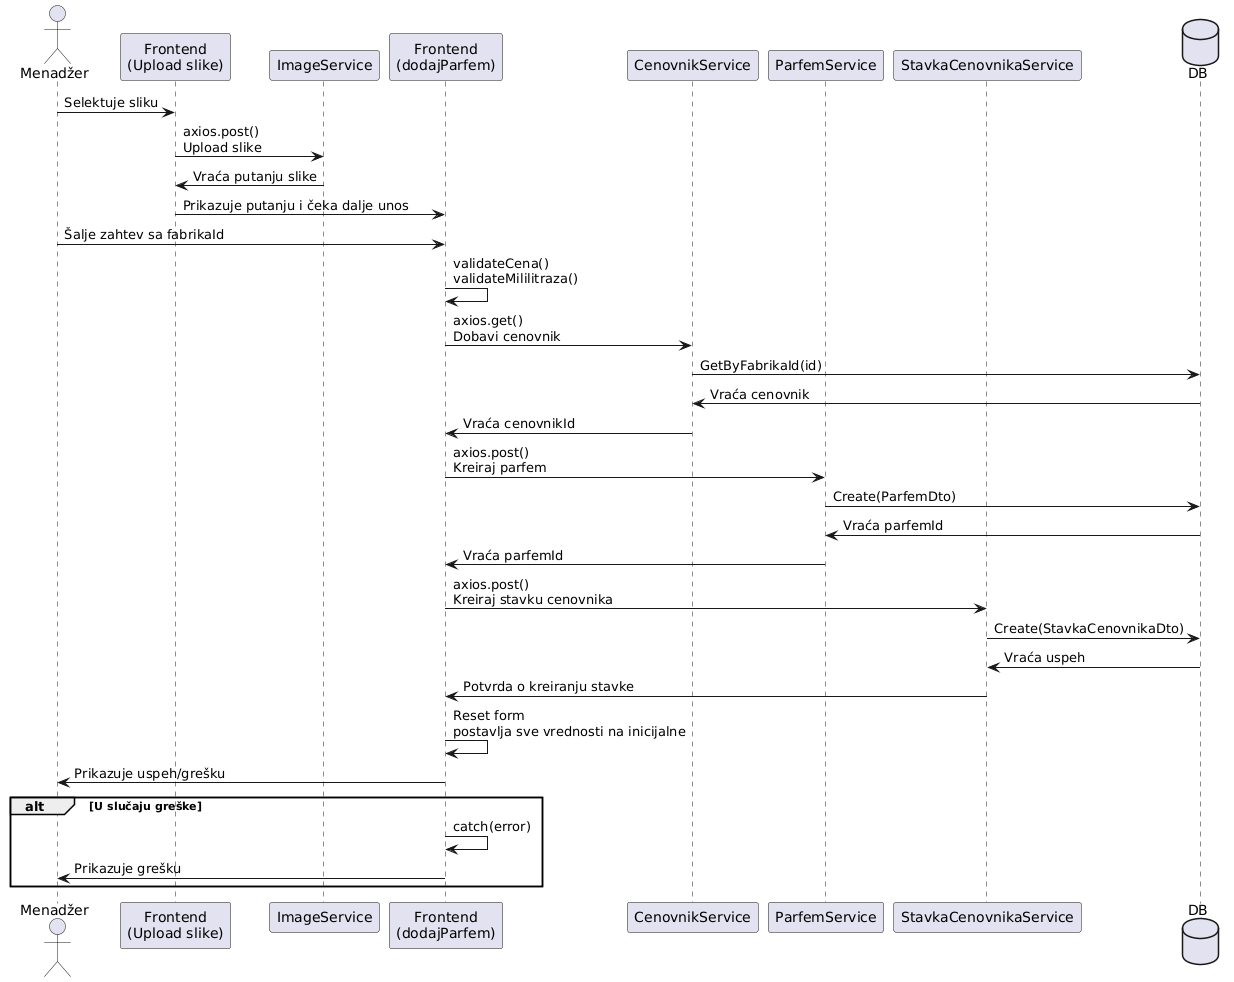 Menadžer
Frontend
(Upload slike)
ImageService
Frontend
(dodajParfem)
CenovnikService
ParfemService
StavkaCenovnikaService
DB
Selektuje sliku
axios.post()
Upload slike
Vraća putanju slike
Prikazuje putanju i čeka dalje unos
Šalje zahtev sa fabrikaId
validateCena()
validateMililitraza()
axios.get()
Dobavi cenovnik
GetByFabrikaId(id)
Vraća cenovnik
Vraća cenovnikId
axios.post()
Kreiraj parfem
Create(ParfemDto)
Vraća parfemId
Vraća parfemId
axios.post()
Kreiraj stavku cenovnika
Create(StavkaCenovnikaDto)
Vraća uspeh
Potvrda o kreiranju stavke
Reset form
postavlja sve vrednosti na inicijalne
Prikazuje uspeh/grešku
alt [U slučaju greške]
catch(error)
Prikazuje grešku
Menadžer
Frontend
(Upload slike)
ImageService
Frontend
(dodajParfem)
CenovnikService
ParfemService
StavkaCenovnikaService
DB